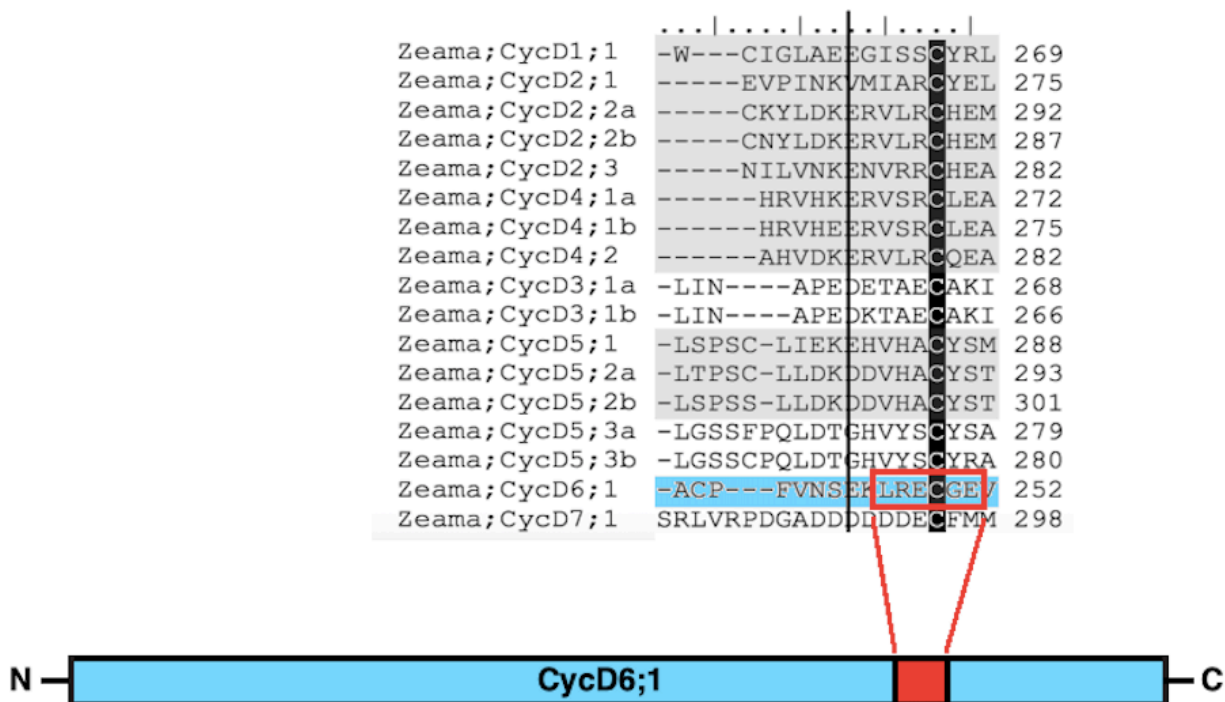 ...|....|....|....|
Zeama;CycD1;1 -W---CIGLAEEGISSCYRL 269
Zeama;CycD2;1 -----EVPINKVMIARCYEL 275
Zeama;CycD2;2a -----CKYLDKERVLRCHEM 292
Zeama;CycD2;2b -----CNYLDKERVLRCHEM 287
Zeama;CycD2;3 -----NILVNKENVRRCHEA 282
Zeama;CycD4;1a ------HRVHKERVSRCLEA 272
Zeama;CycD4;1b ------HRVHEERVSRCLEA 275
Zeama;CycD4;2 ------AHVDKERVLRCQEA 282
Zeama;CycD3;1a -LIN----APEDETAECAKI 268
Zeama;CycD3;1b -LIN----APEDKTAECAKI 266
Zeama;CycD5;1 -LSPSC-LIEKEHVHACYSM 288
Zeama;CycD5;2a -LTPSC-LLDKDDVHACYST 293
Zeama;CycD5;2b -LSPSS-LLDKDDVHACYST 301
Zeama;CycD5;3a -LGSSFPQLDTGHVYSCYSA 279
Zeama;CycD5;3b -LGSSCPQLDTGHVYSCYRA 280
Zeama;CycD6;1 -ACP---FVNSEKLRECGEV 252
Zeama;CycD7;1 SRLVRPDGADDDDDDECFMM 298
N CycD6;1 C